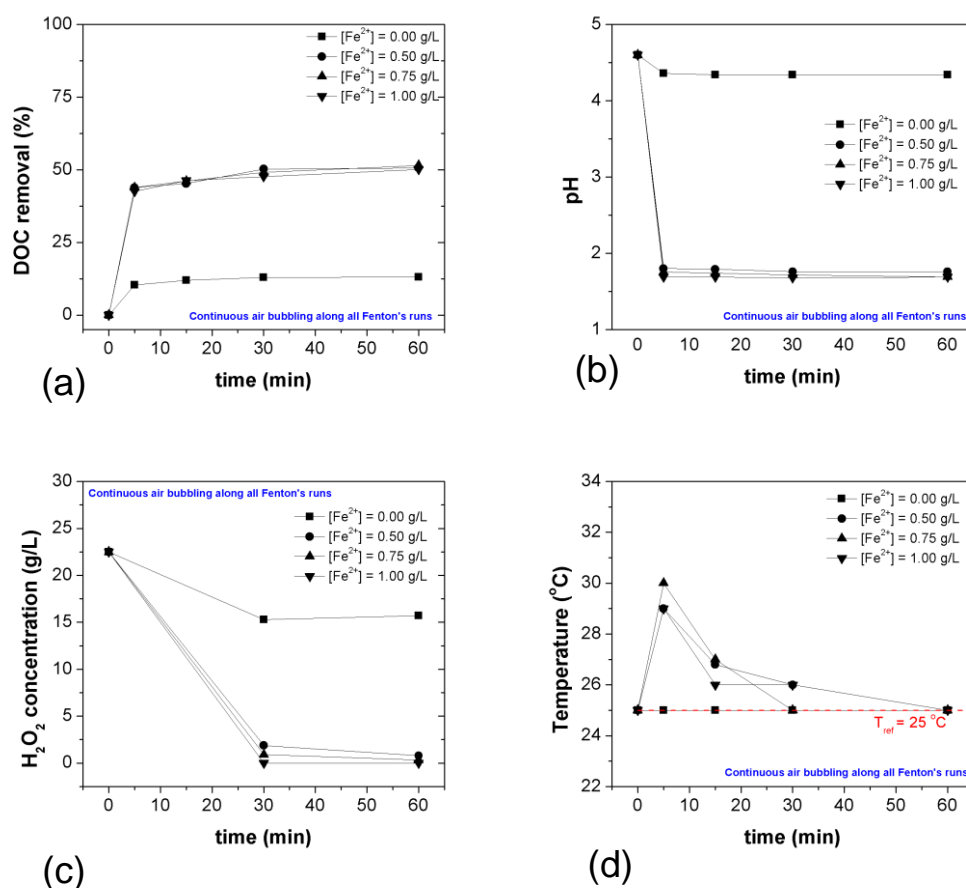 100
75
50
25
0
DOC removal (%)
[Fe²⁺] = 0.00 g/L
[Fe²⁺] = 0.50 g/L
[Fe²⁺] = 0.75 g/L
[Fe²⁺] = 1.00 g/L
Continuous air bubbling along all Fenton's runs
0 10 20 30 40 50 60
time (min)
(a)
5
4
3
2
1
pH
[Fe²⁺] = 0.00 g/L
[Fe²⁺] = 0.50 g/L
[Fe²⁺] = 0.75 g/L
[Fe²⁺] = 1.00 g/L
Continuous air bubbling along all Fenton's runs
0 10 20 30 40 50 60
time (min)
(b)
30
25
20
15
10
5
0
H₂O₂ concentration (g/L)
Continuous air bubbling along all Fenton's runs
[Fe²⁺] = 0.00 g/L
[Fe²⁺] = 0.50 g/L
[Fe²⁺] = 0.75 g/L
[Fe²⁺] = 1.00 g/L
0 10 20 30 40 50 60
time (min)
(c)
34
32
30
28
26
24
22
Temperature (°C)
[Fe²⁺] = 0.00 g/L
[Fe²⁺] = 0.50 g/L
[Fe²⁺] = 0.75 g/L
[Fe²⁺] = 1.00 g/L
T_ref = 25 °C
Continuous air bubbling along all Fenton's runs
0 10 20 30 40 50 60
time (min)
(d)